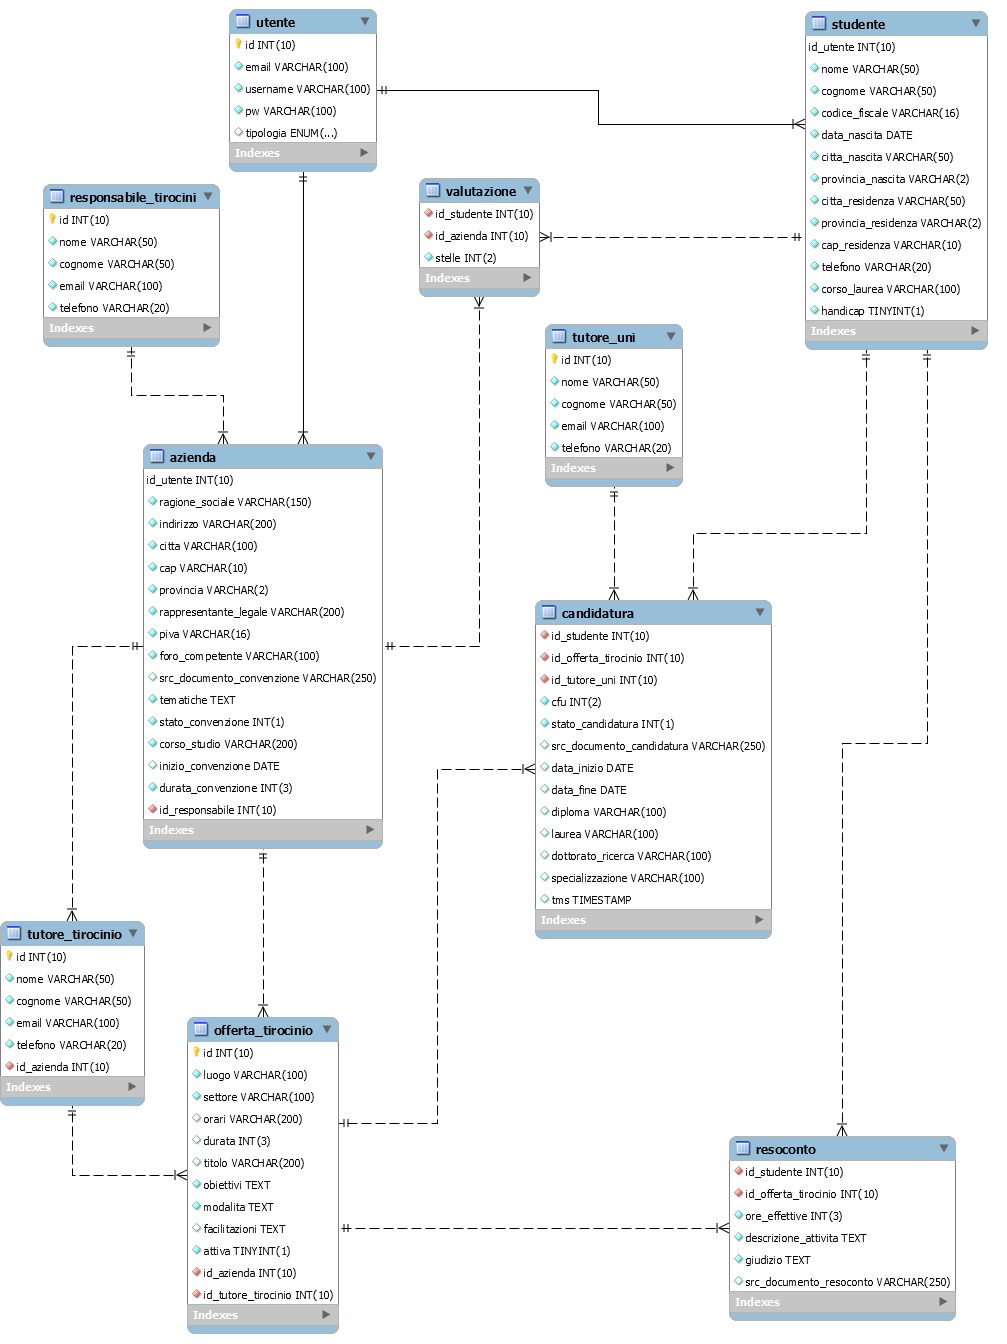 utente
id INT(10)
email VARCHAR(100)
username VARCHAR(100)
pw VARCHAR(100)
tipologia ENUM(...)
Indexes
studente
id_utente INT(10)
nome VARCHAR(50)
cognome VARCHAR(50)
codice_fiscale VARCHAR(16)
data_nascita DATE
citta_nascita VARCHAR(50)
provincia_nascita VARCHAR(2)
citta_residenza VARCHAR(50)
provincia_residenza VARCHAR(2)
cap_residenza VARCHAR(10)
telefono VARCHAR(20)
corso_laurea VARCHAR(100)
handicap TINYINT(1)
Indexes
responsabile_tirocini
id INT(10)
nome VARCHAR(50)
cognome VARCHAR(50)
email VARCHAR(100)
telefono VARCHAR(20)
Indexes
valutazione
id_studente INT(10)
id_azienda INT(10)
stelle INT(2)
Indexes
tutore_uni
id INT(10)
nome VARCHAR(50)
cognome VARCHAR(50)
email VARCHAR(100)
telefono VARCHAR(20)
Indexes
azienda
id_utente INT(10)
ragione_sociale VARCHAR(150)
indirizzo VARCHAR(200)
citta VARCHAR(100)
cap VARCHAR(10)
provincia VARCHAR(2)
rappresentante_legale VARCHAR(200)
piva VARCHAR(16)
foro_competente VARCHAR(100)
src_documento_convenzione VARCHAR(250)
tematiche TEXT
stato_convenzione INT(1)
corso_studio VARCHAR(200)
inizio_convenzione DATE
durata_convenzione INT(3)
id_responsabile INT(10)
Indexes
candidatura
id_studente INT(10)
id_offerta_tirocinio INT(10)
id_tutore_uni INT(10)
cfu INT(2)
stato_candidatura INT(1)
src_documento_candidatura VARCHAR(250)
data_inizio DATE
data_fine DATE
diploma VARCHAR(100)
laurea VARCHAR(100)
dottorato_ricerca VARCHAR(100)
specializzazione VARCHAR(100)
tms TIMESTAMP
Indexes
tutore_tirocinio
id INT(10)
nome VARCHAR(50)
cognome VARCHAR(50)
email VARCHAR(100)
telefono VARCHAR(20)
id_azienda INT(10)
Indexes
offerta_tirocinio
id INT(10)
luogo VARCHAR(100)
settore VARCHAR(100)
orari VARCHAR(200)
durata INT(3)
titolo VARCHAR(200)
obiettivi TEXT
modalita TEXT
facilitazioni TEXT
attiva TINYINT(1)
id_azienda INT(10)
id_tutore_tirocinio INT(10)
Indexes
resoconto
id_studente INT(10)
id_offerta_tirocinio INT(10)
ore_effettive INT(3)
descrizione_attivita TEXT
giudizio TEXT
src_documento_resoconto VARCHAR(250)
Indexes